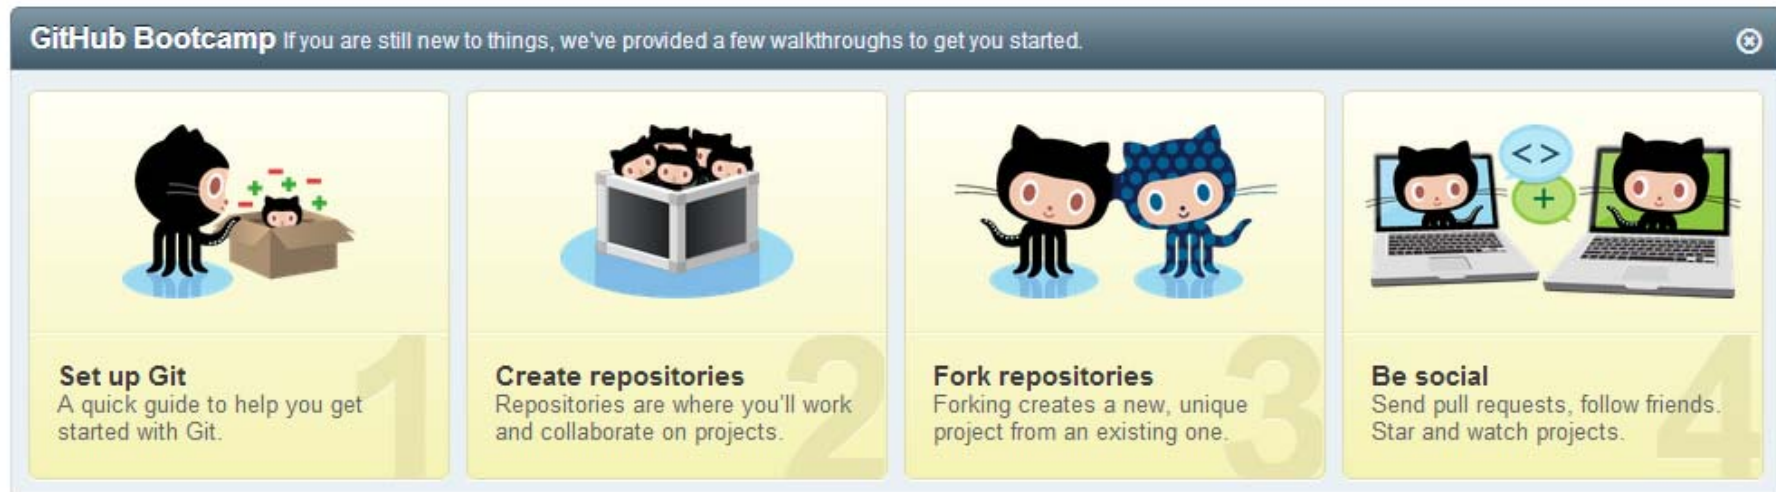 GitHub Bootcamp If you are still new to things, we've provided a few walkthroughs to get you started.
< >
+
1
Set up Git
A quick guide to help you get
started with Git.
2
Create repositories
Repositories are where you'll work
and collaborate on projects.
3
Fork repositories
Forking creates a new, unique
project from an existing one.
4
Be social
Send pull requests, follow friends.
Star and watch projects.